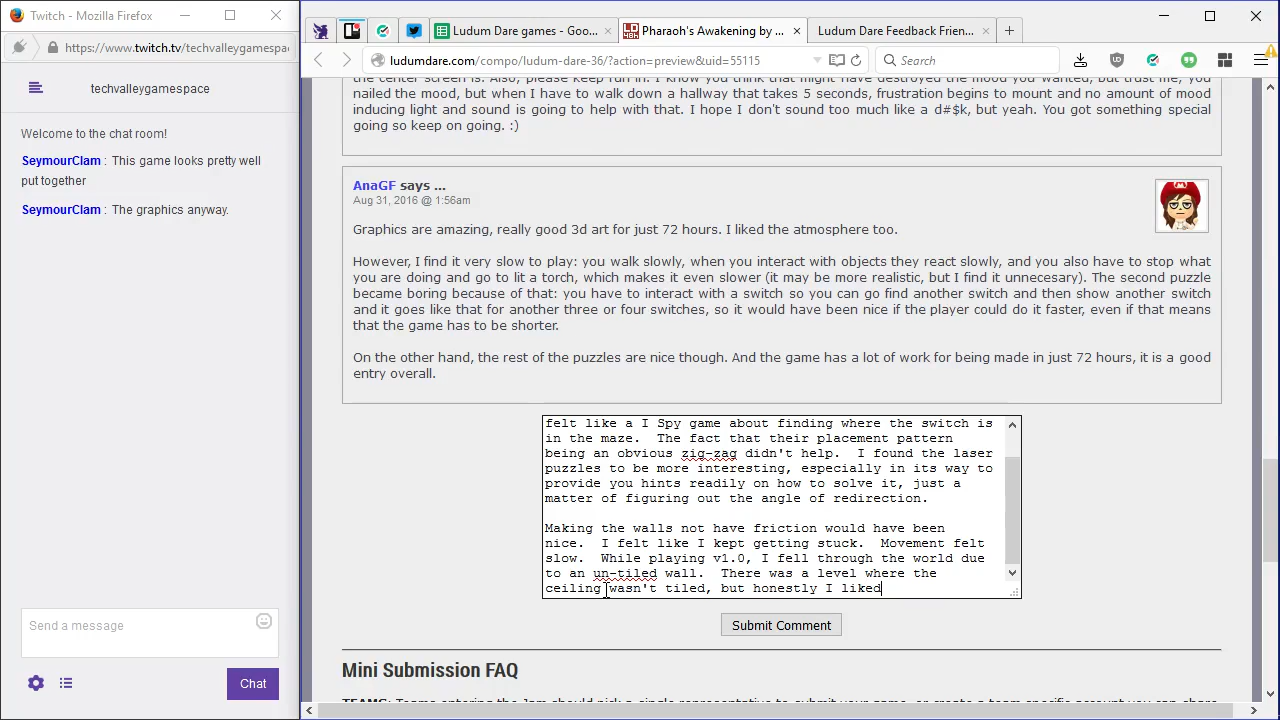 Twitch - Mozilla Firefox
https://www.twitch.tv/techvalleygamespa
techvalleygamespace
Welcome to the chat room!
SeymourClam : This game looks pretty well
put together
SeymourClam : The graphics anyway.
Send a message
Chat
Ludum Dare games - Goo...
Pharaoh's Awakening by ...
Ludum Dare Feedback Frien...
ludumdare.com/compo/ludum-dare-36/?action=preview&uid=55115
Search
the center screen is. Also, please keep run in. I know you think that might have destroyed the mood you wanted, but trust me, you
nailed the mood, but when I have to walk down a hallway that takes 5 seconds, frustration begins to mount and no amount of mood
inducing light and sound is going to help with that. I hope I don't sound too much like a d#$k, but yeah. You got something special
going so keep on going. :)
AnaGF says ...
Aug 31, 2016 @ 1:56am
Graphics are amazing, really good 3d art for just 72 hours. I liked the atmosphere too.
However, I find it very slow to play: you walk slowly, when you interact with objects they react slowly, and you also have to stop what
you are doing and go to lit a torch, which makes it even slower (it may be more realistic, but I find it unnecesary). The second puzzle
became boring because of that: you have to interact with a switch so you can go find another switch and then show another switch
and it goes like that for another three or four switches, so it would have been nice if the player could do it faster, even if that means
that the game has to be shorter.
On the other hand, the rest of the puzzles are nice though. And the game has a lot of work for being made in just 72 hours, it is a good
entry overall.
felt like a I Spy game about finding where the switch is
in the maze.  The fact that their placement pattern
being an obvious zig-zag didn't help.  I found the laser
puzzles to be more interesting, especially in its way to
provide you hints readily on how to solve it, just a
matter of figuring out the angle of redirection.
Making the walls not have friction would have been
nice.  I felt like I kept getting stuck.  Movement felt
slow.  While playing v1.0, I fell through the world due
to an un-tiled wall.  There was a level where the
ceiling wasn't tiled, but honestly I liked
Submit Comment
Mini Submission FAQ